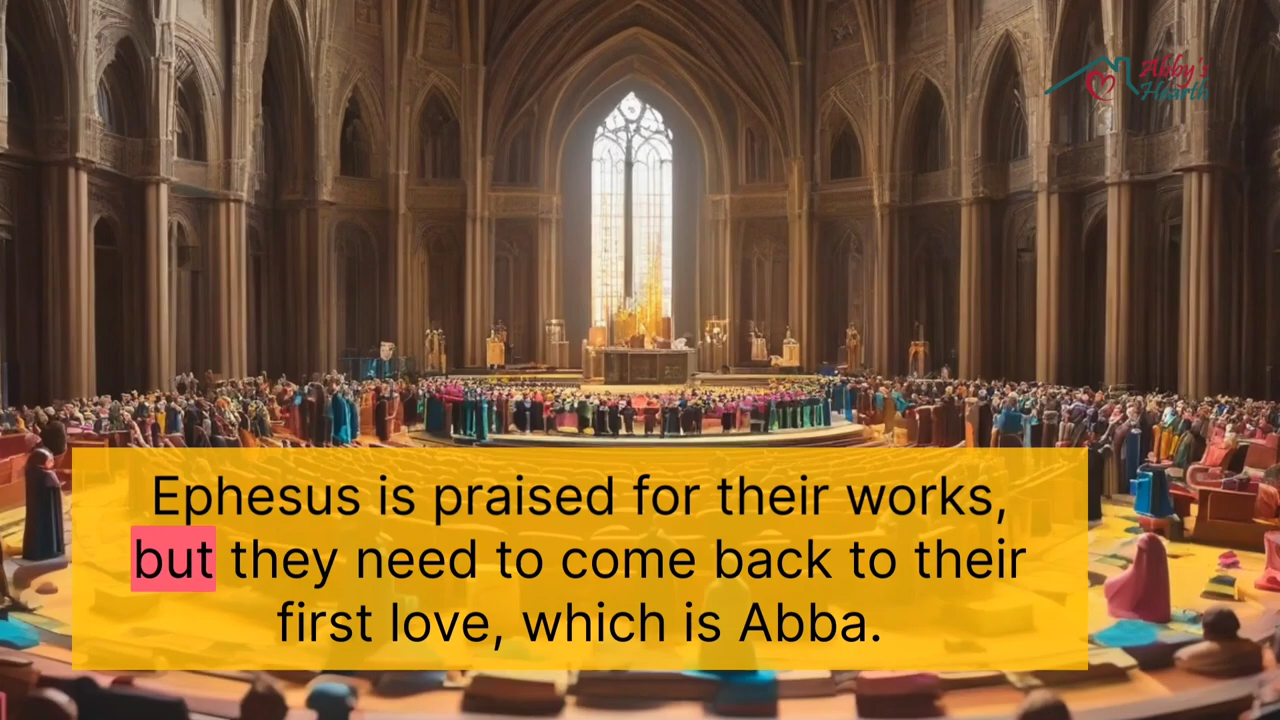 Abby's
Hearth
Ephesus is praised for their works,
but they need to come back to their
first love, which is Abba.